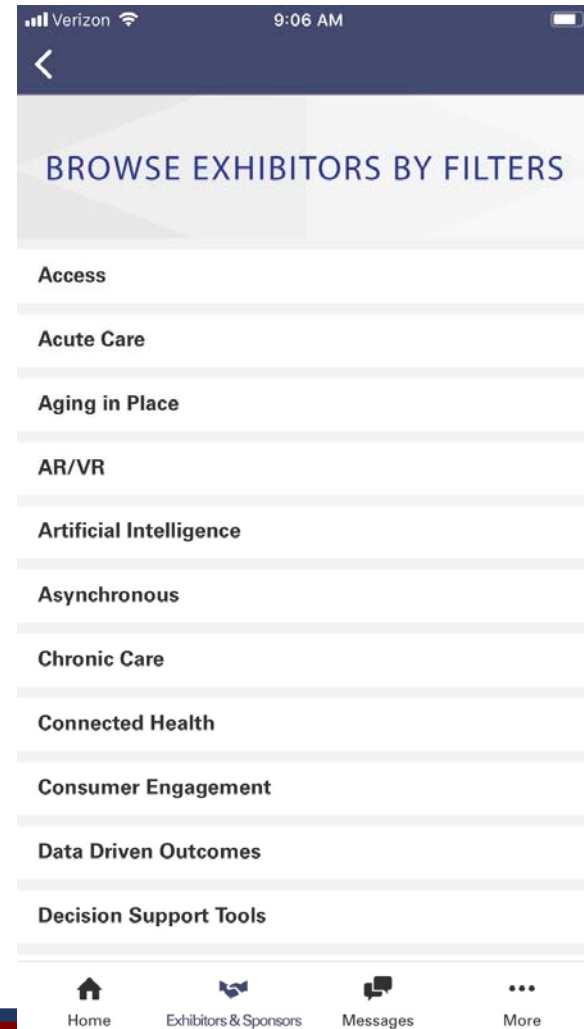 Verizon 9:06 AM
BROWSE EXHIBITORS BY FILTERS
Access
Acute Care
Aging in Place
AR/VR
Artificial Intelligence
Asynchronous
Chronic Care
Connected Health
Consumer Engagement
Data Driven Outcomes
Decision Support Tools
Home Exhibitors & Sponsors Messages More